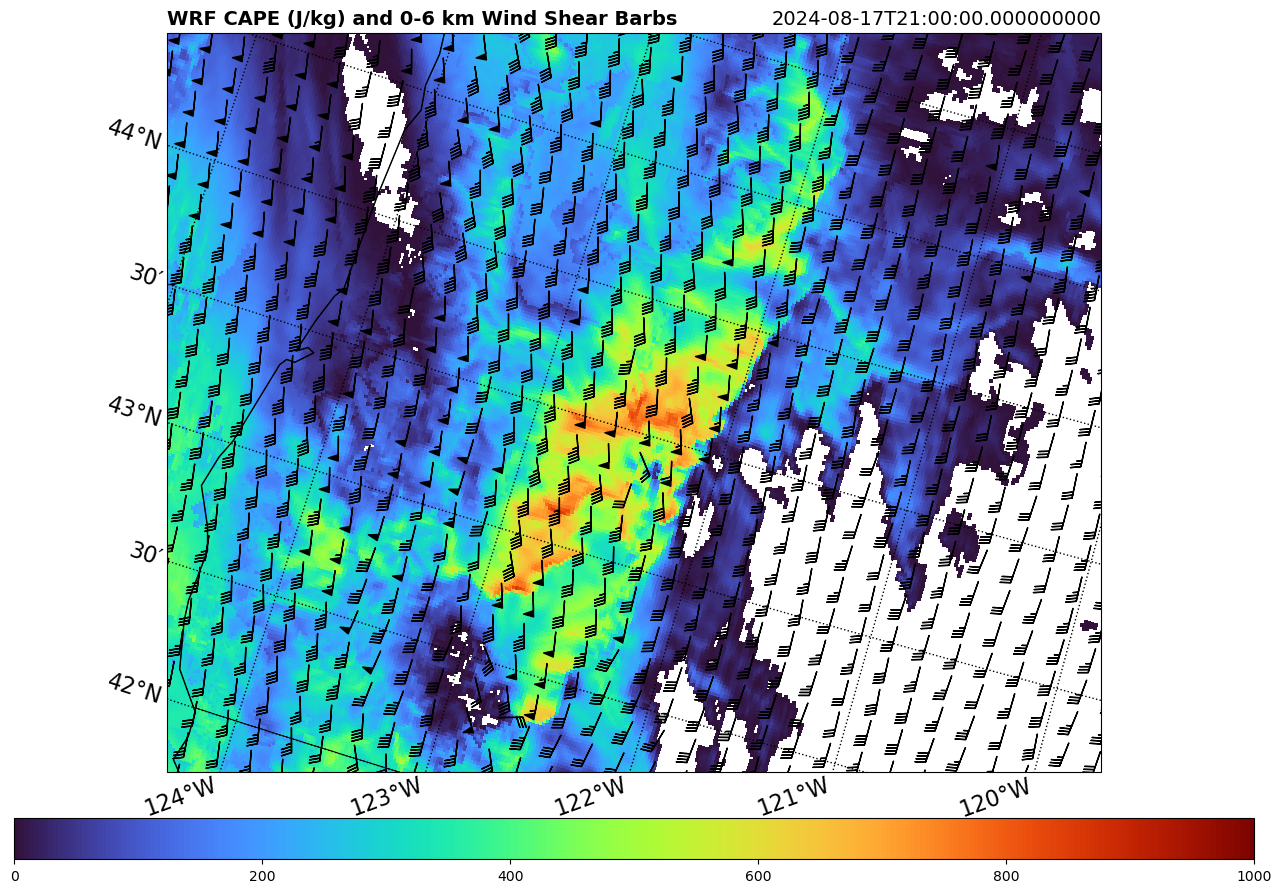 WRF CAPE (J/kg) and 0-6 km Wind Shear Barbs
2024-08-17T21:00:00.000000000
44°N
30′
43°N
30′
42°N
124°W
123°W
122°W
121°W
120°W
0
200
400
600
800
1000